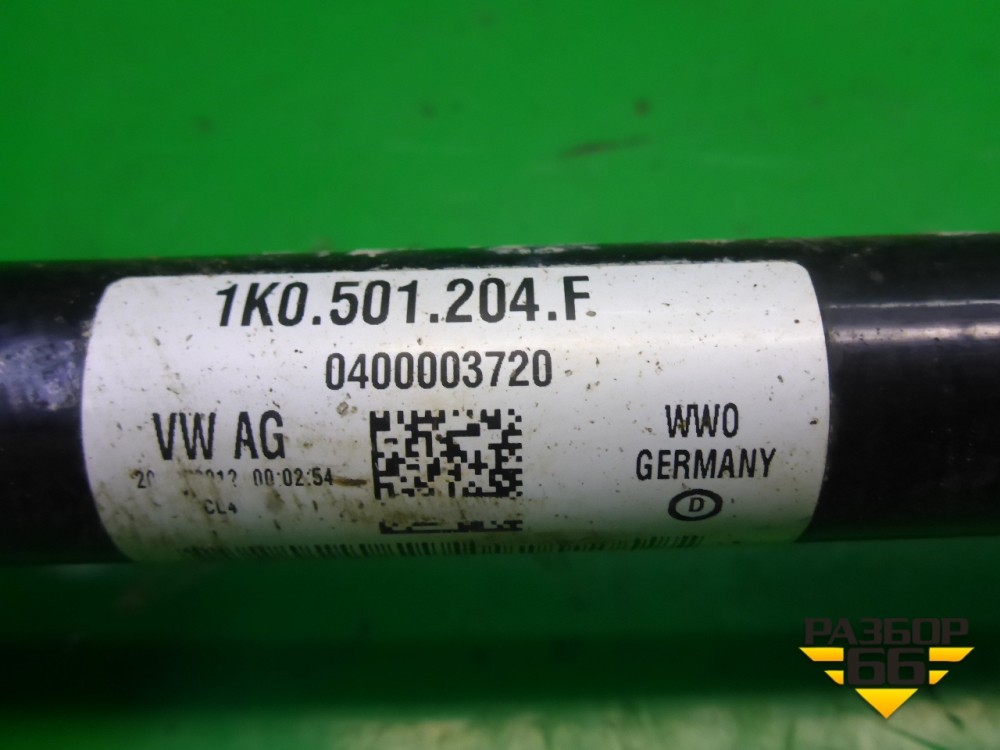 1K0.501.204.F
0400003720
VW AG
00:02:54
CL4
WWO
GERMANY
D
РАЗБОР
66